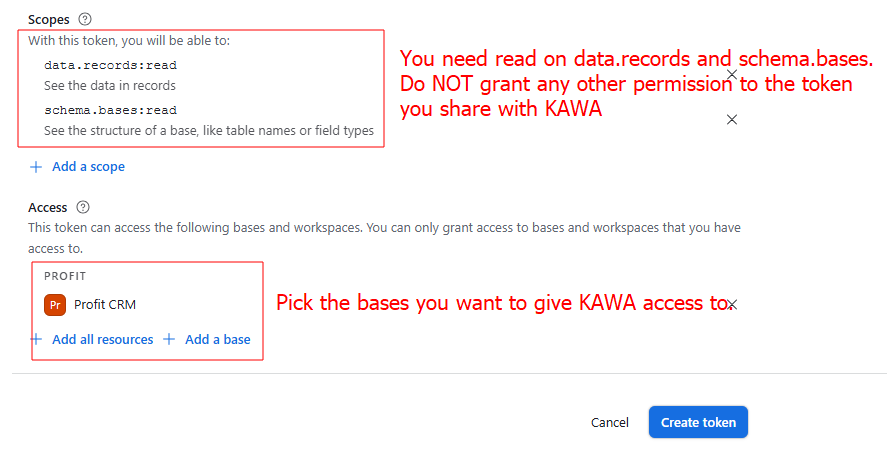 Scopes
With this token, you will be able to:
data.records:read
See the data in records
schema.bases:read
See the structure of a base, like table names or field types
You need read on data.records and schema.bases.
Do NOT grant any other permission to the token
you share with KAWA
Add a scope
Access
This token can access the following bases and workspaces. You can only grant access to bases and workspaces that you have
access to.
PROFIT
Pr Profit CRM
Pick the bases you want to give KAWA access to.
Add all resources Add a base
Cancel Create token